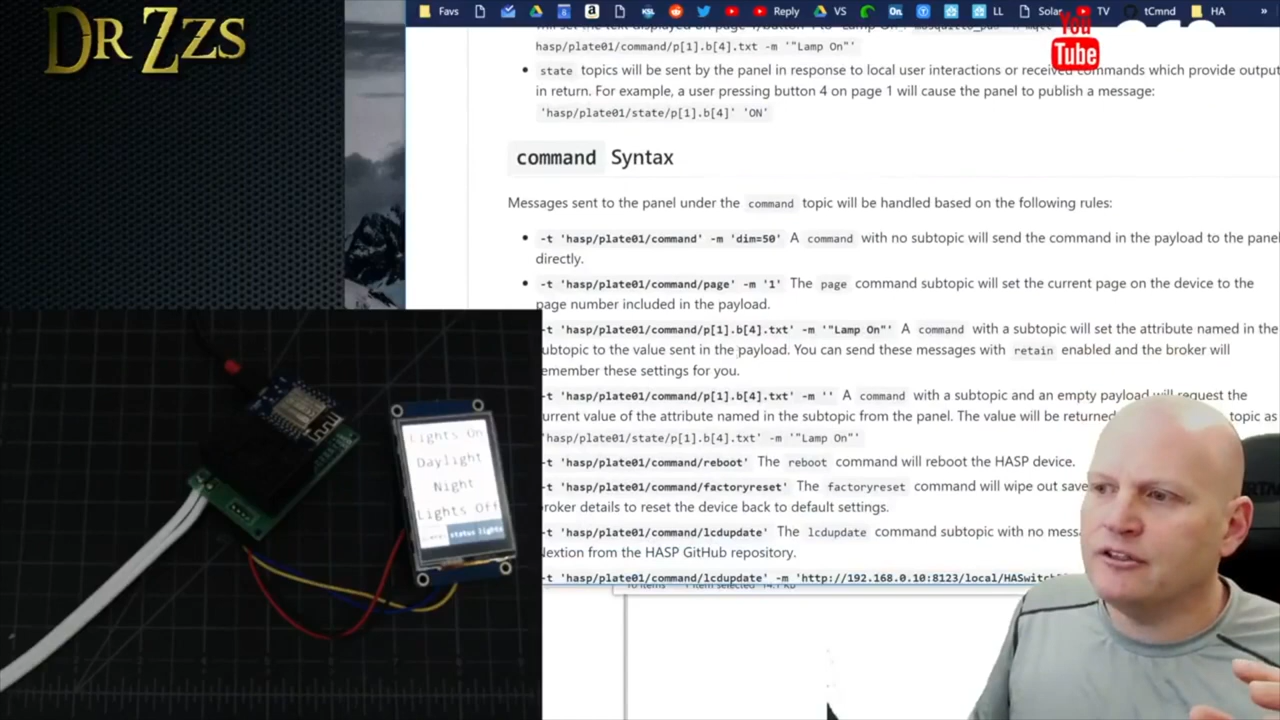 DR ZZS
Favs
Reply
VS
LL
Solar
TV
tCmnd
HA
»
You
Tube
hasp/plate01/command/p[1].b[4].txt -m '"Lamp On"'
• state topics will be sent by the panel in response to local user interactions or received commands which provide output
in return. For example, a user pressing button 4 on page 1 will cause the panel to publish a message:
'hasp/plate01/state/p[1].b[4]' 'ON'
command Syntax
Messages sent to the panel under the command topic will be handled based on the following rules:
• -t 'hasp/plate01/command' -m 'dim=50' A command with no subtopic will send the command in the payload to the panel
directly.
• -t 'hasp/plate01/command/page' -m '1' The page command subtopic will set the current page on the device to the
page number included in the payload.
-t 'hasp/plate01/command/p[1].b[4].txt' -m '"Lamp On"' A command with a subtopic will set the attribute named in the
subtopic to the value sent in the payload. You can send these messages with retain enabled and the broker will
remember these settings for you.
-t 'hasp/plate01/command/p[1].b[4].txt' -m '' A command with a subtopic and an empty payload will request the
current value of the attribute named in the subtopic from the panel. The value will be returned topic as
'hasp/plate01/state/p[1].b[4].txt' -m '"Lamp On"'
-t 'hasp/plate01/command/reboot' The reboot command will reboot the HASP device.
-t 'hasp/plate01/command/factoryreset' The factoryreset command will wipe out save
broker details to reset the device back to default settings.
-t 'hasp/plate01/command/lcdupdate' The lcdupdate command subtopic with no mess
Nextion from the HASP GitHub repository.
-t 'hasp/plate01/command/lcdupdate' -m 'http://192.168.0.10:8123/local/HASwitch
Lights On
Daylight
Night
Lights Off
status lights